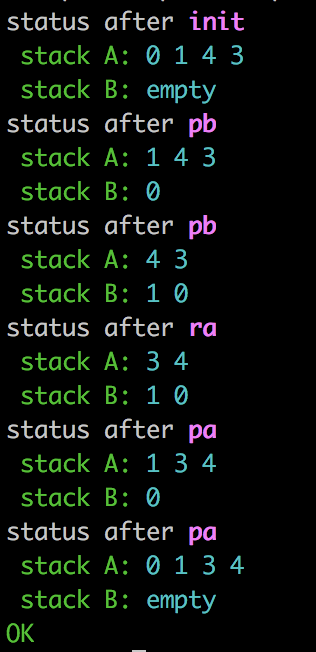 status after init
stack A: 0 1 4 3
stack B: empty
status after pb
stack A: 1 4 3
stack B: 0
status after pb
stack A: 4 3
stack B: 1 0
status after ra
stack A: 3 4
stack B: 1 0
status after pa
stack A: 1 3 4
stack B: 0
status after pa
stack A: 0 1 3 4
stack B: empty
OK